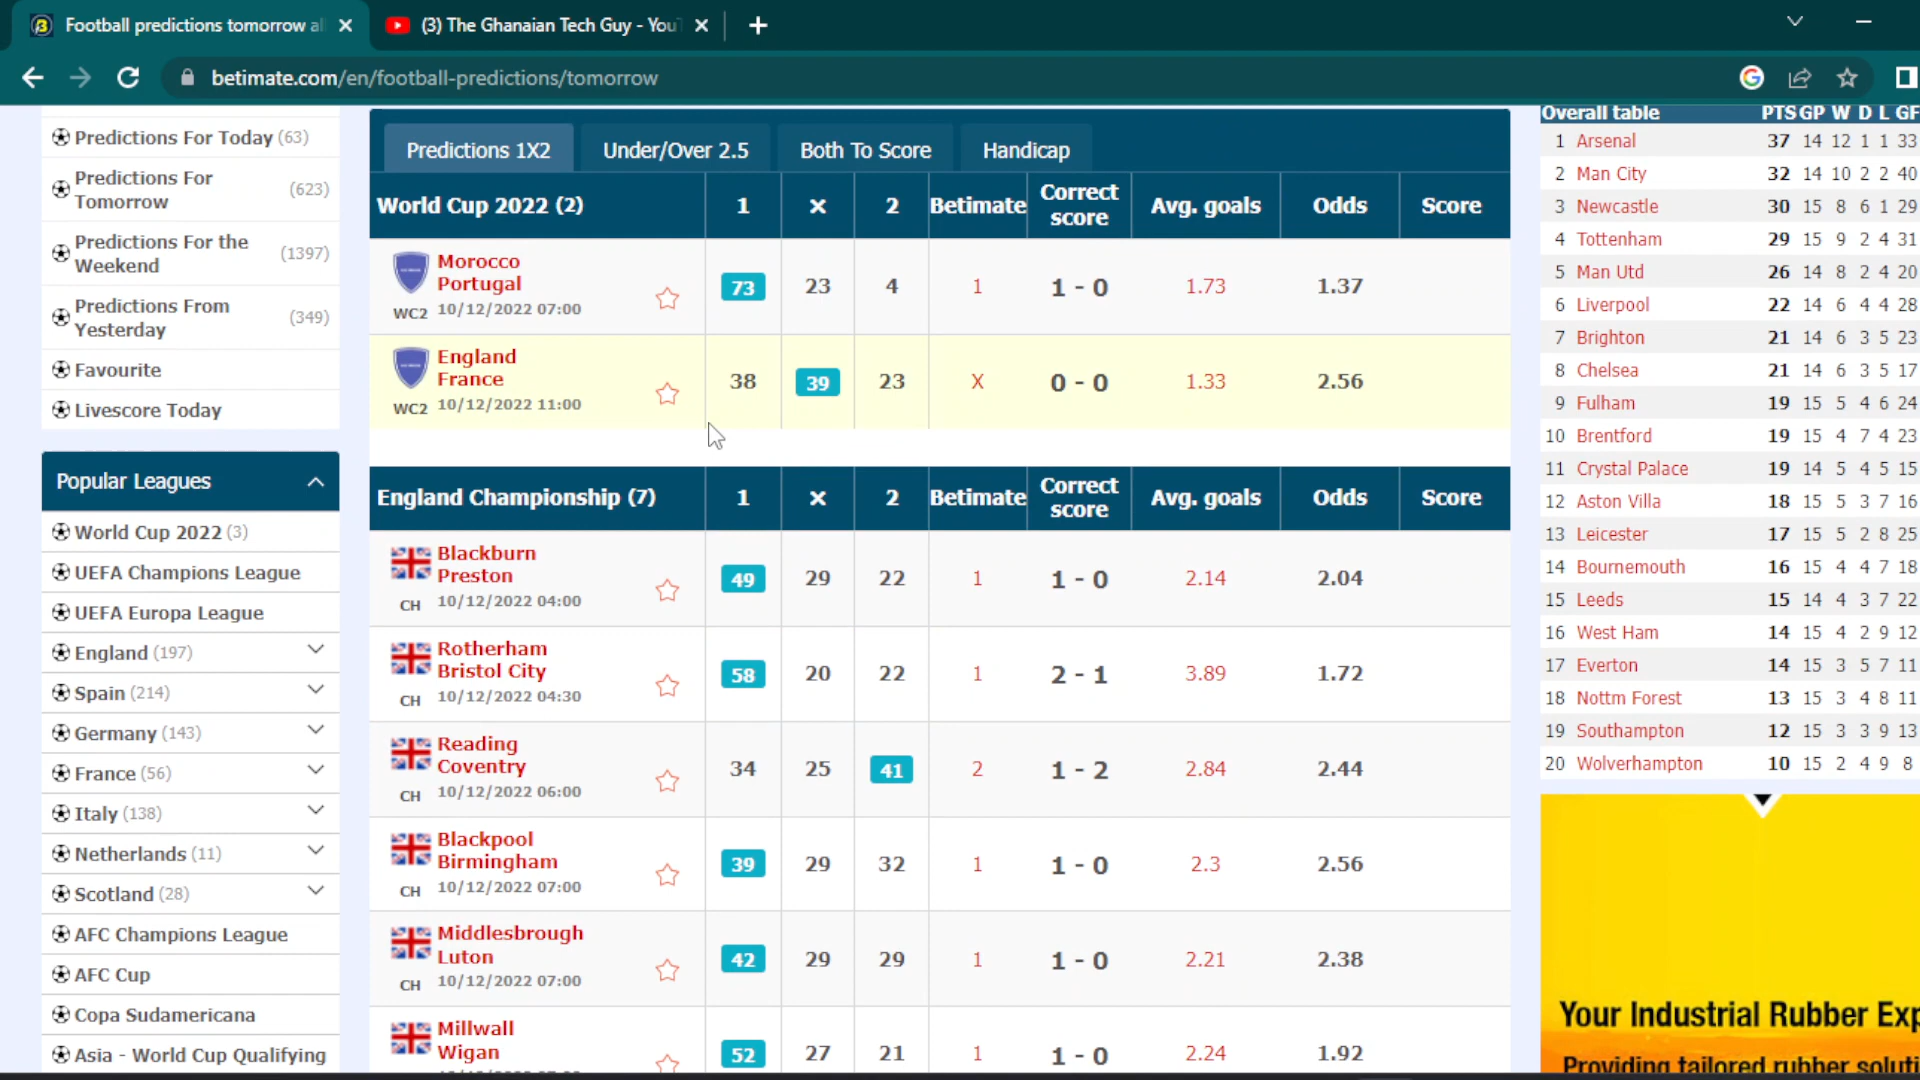 Football predictions tomorrow al
(3) The Ghanaian Tech Guy - You
betimate.com/en/football-predictions/tomorrow
Predictions For Today (63)
Predictions For Tomorrow (623)
Predictions For the Weekend (1397)
Predictions From Yesterday (349)
Favourite
Livescore Today
Popular Leagues
World Cup 2022 (3)
UEFA Champions League
UEFA Europa League
England (197)
Spain (214)
Germany (143)
France (56)
Italy (138)
Netherlands (11)
Scotland (28)
AFC Champions League
AFC Cup
Copa Sudamericana
Asia - World Cup Qualifying
Predictions 1X2 Under/Over 2.5 Both To Score Handicap
World Cup 2022 (2) 1 × 2 Betimate Correct score Avg. goals Odds Score
Morocco
Portugal
WC2 10/12/2022 07:00
73 23 4 1 1 - 0 1.73 1.37
England
France
WC2 10/12/2022 11:00
38 39 23 X 0 - 0 1.33 2.56
England Championship (7) 1 × 2 Betimate Correct score Avg. goals Odds Score
Blackburn
Preston
CH 10/12/2022 04:00
49 29 22 1 1 - 0 2.14 2.04
Rotherham
Bristol City
CH 10/12/2022 04:30
58 20 22 1 2 - 1 3.89 1.72
Reading
Coventry
CH 10/12/2022 06:00
34 25 41 2 1 - 2 2.84 2.44
Blackpool
Birmingham
CH 10/12/2022 07:00
39 29 32 1 1 - 0 2.3 2.56
Middlesbrough
Luton
CH 10/12/2022 07:00
42 29 29 1 1 - 0 2.21 2.38
Millwall
Wigan
52 27 21 1 1 - 0 2.24 1.92
Overall table PTS GP W D L GF
1 Arsenal 37 14 12 1 1 33
2 Man City 32 14 10 2 2 40
3 Newcastle 30 15 8 6 1 29
4 Tottenham 29 15 9 2 4 31
5 Man Utd 26 14 8 2 4 20
6 Liverpool 22 14 6 4 4 28
7 Brighton 21 14 6 3 5 23
8 Chelsea 21 14 6 3 5 17
9 Fulham 19 15 5 4 6 24
10 Brentford 19 15 4 7 4 23
11 Crystal Palace 19 14 5 4 5 15
12 Aston Villa 18 15 5 3 7 16
13 Leicester 17 15 5 2 8 25
14 Bournemouth 16 15 4 4 7 18
15 Leeds 15 14 4 3 7 22
16 West Ham 14 15 4 2 9 12
17 Everton 14 15 3 5 7 11
18 Nottm Forest 13 15 3 4 8 11
19 Southampton 12 15 3 3 9 13
20 Wolverhampton 10 15 2 4 9 8
Your Industrial Rubber Exp
Providing tailored rubber soluti